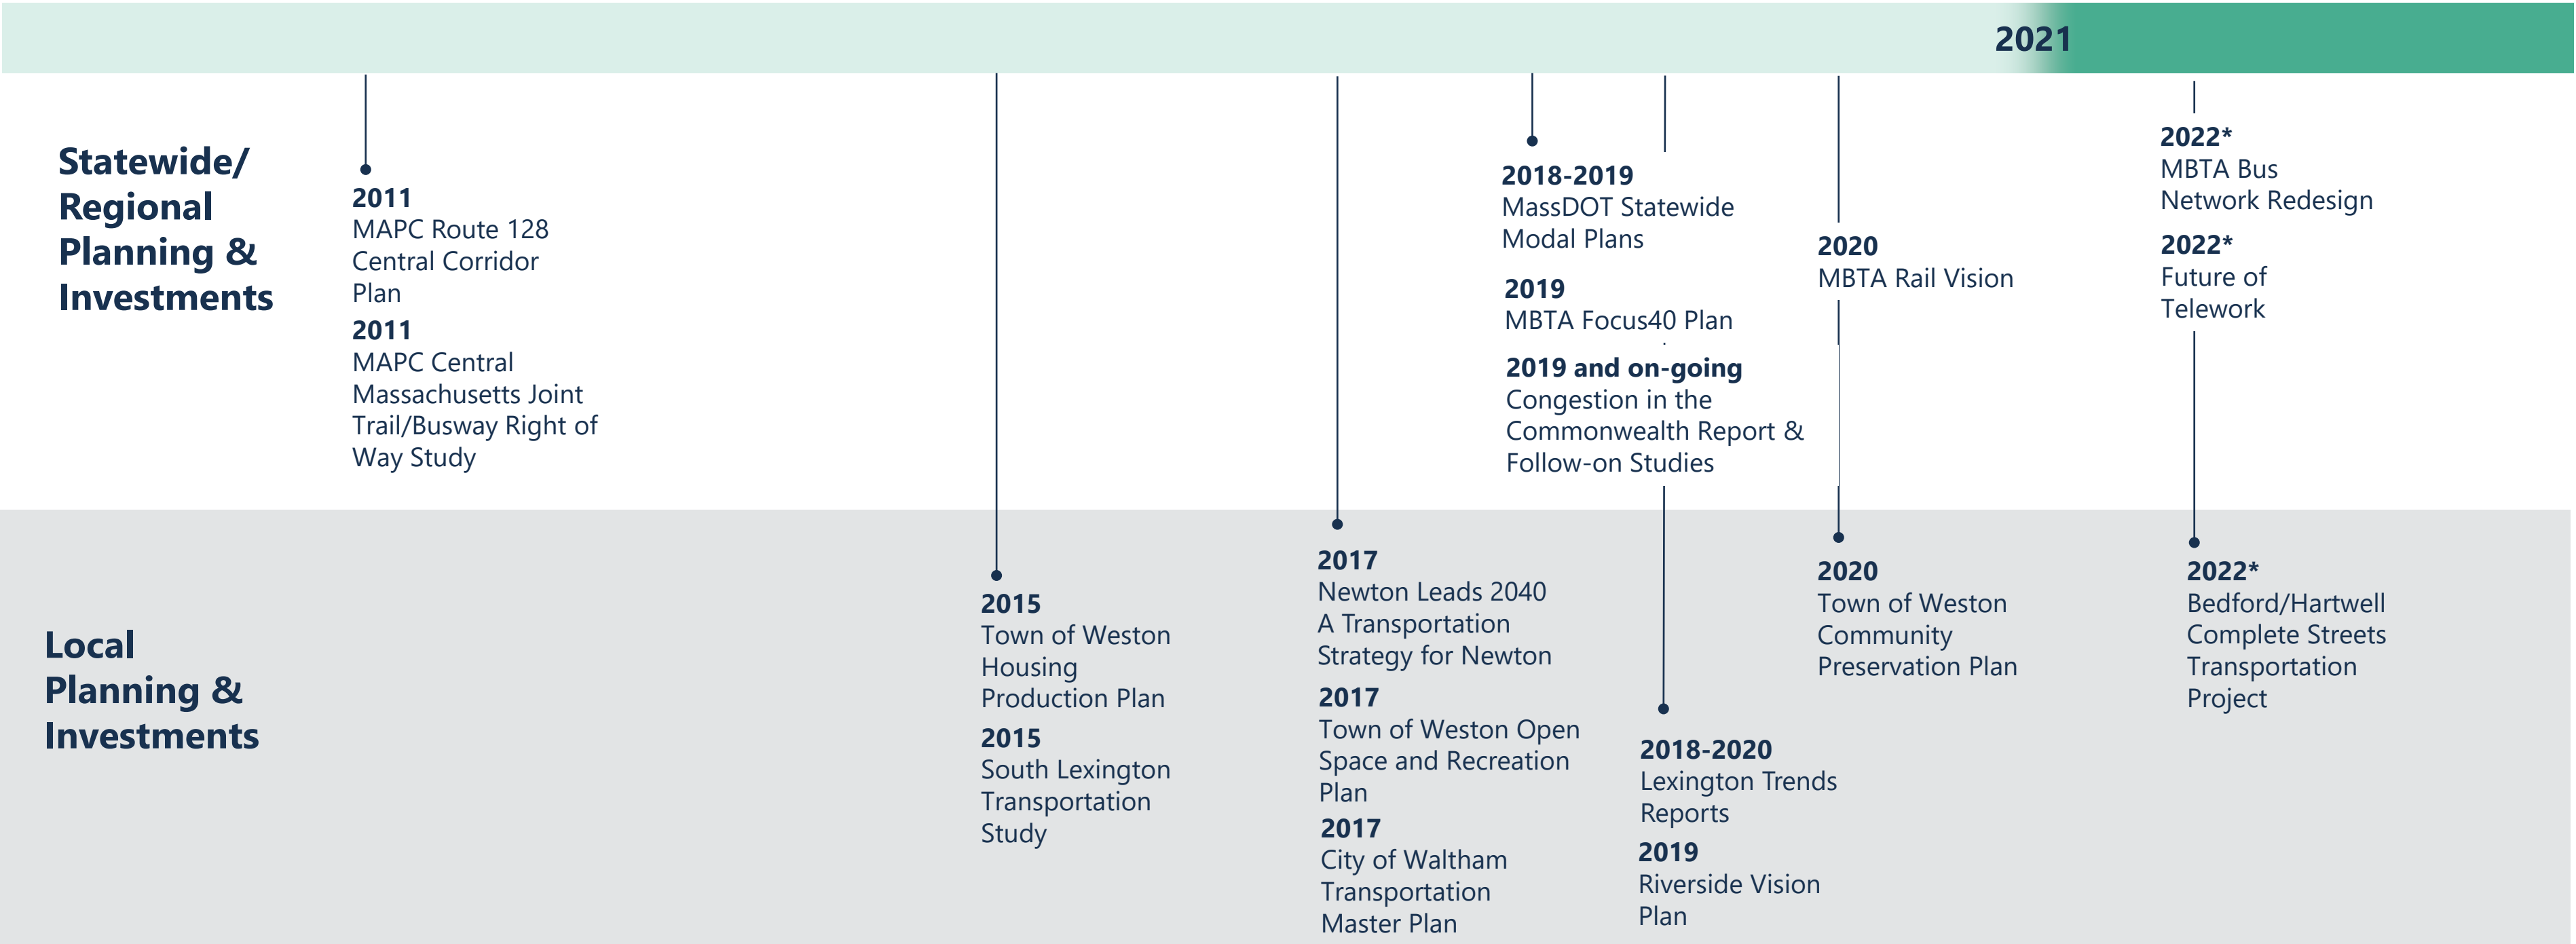 2021
Statewide/
Regional
Planning &
Investments
2011
MAPC Route 128
Central Corridor
Plan
2011
MAPC Central
Massachusetts Joint
Trail/Busway Right of
Way Study
2018-2019
MassDOT Statewide
Modal Plans
2019
MBTA Focus40 Plan
2019 and on-going
Congestion in the
Commonwealth Report &
Follow-on Studies
2020
MBTA Rail Vision
2022*
MBTA Bus
Network Redesign
2022*
Future of
Telework
Local
Planning &
Investments
2015
Town of Weston
Housing
Production Plan
2015
South Lexington
Transportation
Study
2017
Newton Leads 2040
A Transportation
Strategy for Newton
2017
Town of Weston Open
Space and Recreation
Plan
2017
City of Waltham
Transportation
Master Plan
2018-2020
Lexington Trends
Reports
2019
Riverside Vision
Plan
2020
Town of Weston
Community
Preservation Plan
2022*
Bedford/Hartwell
Complete Streets
Transportation
Project